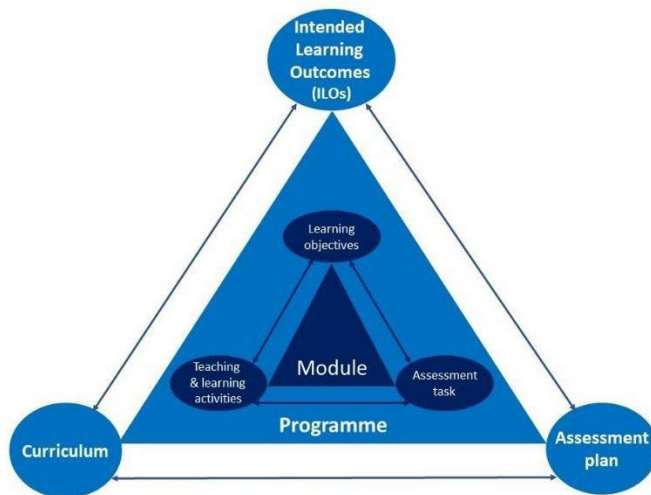 Intended
Learning
Outcomes
(ILOs)
Learning
objectives
Module
Teaching
& learning
activities
Assessment
task
Programme
Curriculum
Assessment
plan